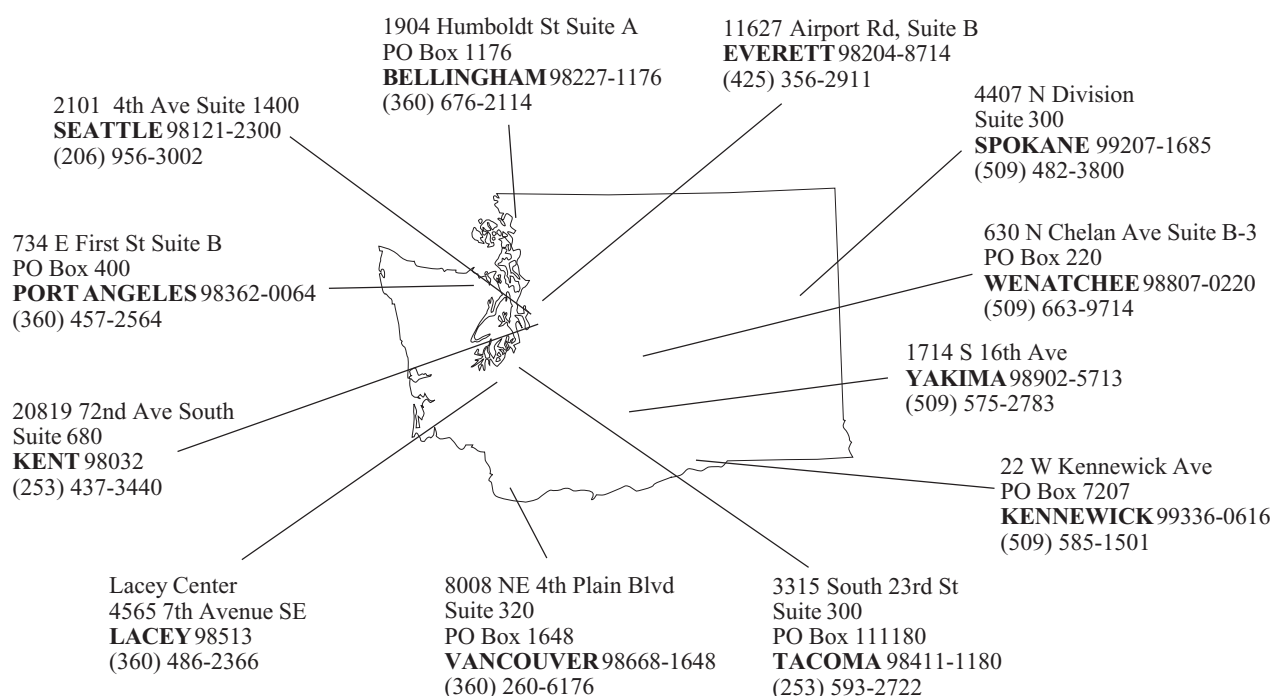 1904 Humboldt St Suite A
PO Box 1176
BELLINGHAM 98227-1176
(360) 676-2114
11627 Airport Rd, Suite B
EVERETT 98204-8714
(425) 356-2911
2101 4th Ave Suite 1400
SEATTLE 98121-2300
(206) 956-3002
4407 N Division
Suite 300
SPOKANE 99207-1685
(509) 482-3800
734 E First St Suite B
PO Box 400
PORT ANGELES 98362-0064
(360) 457-2564
630 N Chelan Ave Suite B-3
PO Box 220
WENATCHEE 98807-0220
(509) 663-9714
1714 S 16th Ave
YAKIMA 98902-5713
(509) 575-2783
20819 72nd Ave South
Suite 680
KENT 98032
(253) 437-3440
22 W Kennewick Ave
PO Box 7207
KENNEWICK 99336-0616
(509) 585-1501
Lacey Center
4565 7th Avenue SE
LACEY 98513
(360) 486-2366
8008 NE 4th Plain Blvd
Suite 320
PO Box 1648
VANCOUVER 98668-1648
(360) 260-6176
3315 South 23rd St
Suite 300
PO Box 111180
TACOMA 98411-1180
(253) 593-2722